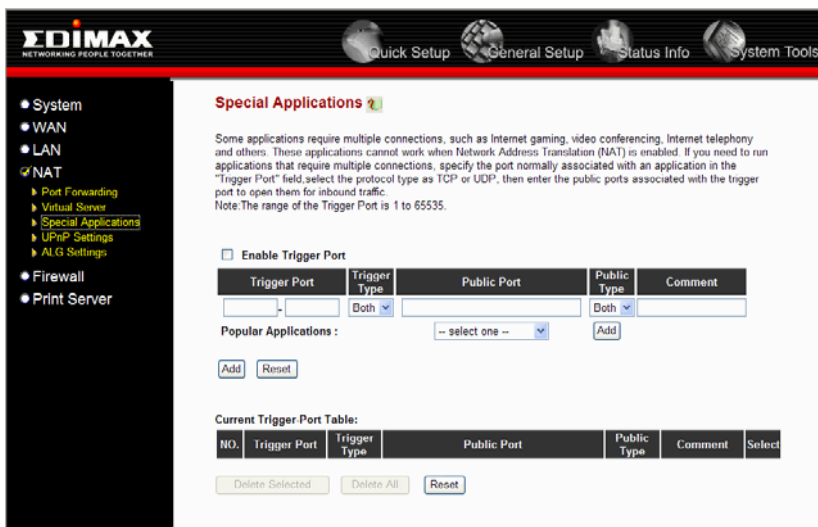 EDIMAX
NETWORKING PEOPLE TOGETHER
Quick Setup
General Setup
Status Info
System Tools
System
WAN
LAN
NAT
Port Forwarding
Virtual Server
Special Applications
UPnP Settings
ALG Settings
Firewall
Print Server
Special Applications
Some applications require multiple connections, such as Internet gaming, video conferencing, Internet telephony
and others. These applications cannot work when Network Address Translation (NAT) is enabled. If you need to run
applications that require multiple connections, specify the port normally associated with an application in the
"Trigger Port" field,select the protocol type as TCP or UDP, then enter the public ports associated with the trigger
port to open them for inbound traffic.
Note:The range of the Trigger Port is 1 to 65535.
Enable Trigger Port
Trigger Port Trigger Type Public Port Public Type Comment
- Both Both
Popular Applications : -- select one -- Add
Add Reset
Current Trigger-Port Table:
NO. Trigger Port Trigger Type Public Port Public Type Comment Select
Delete Selected Delete All Reset